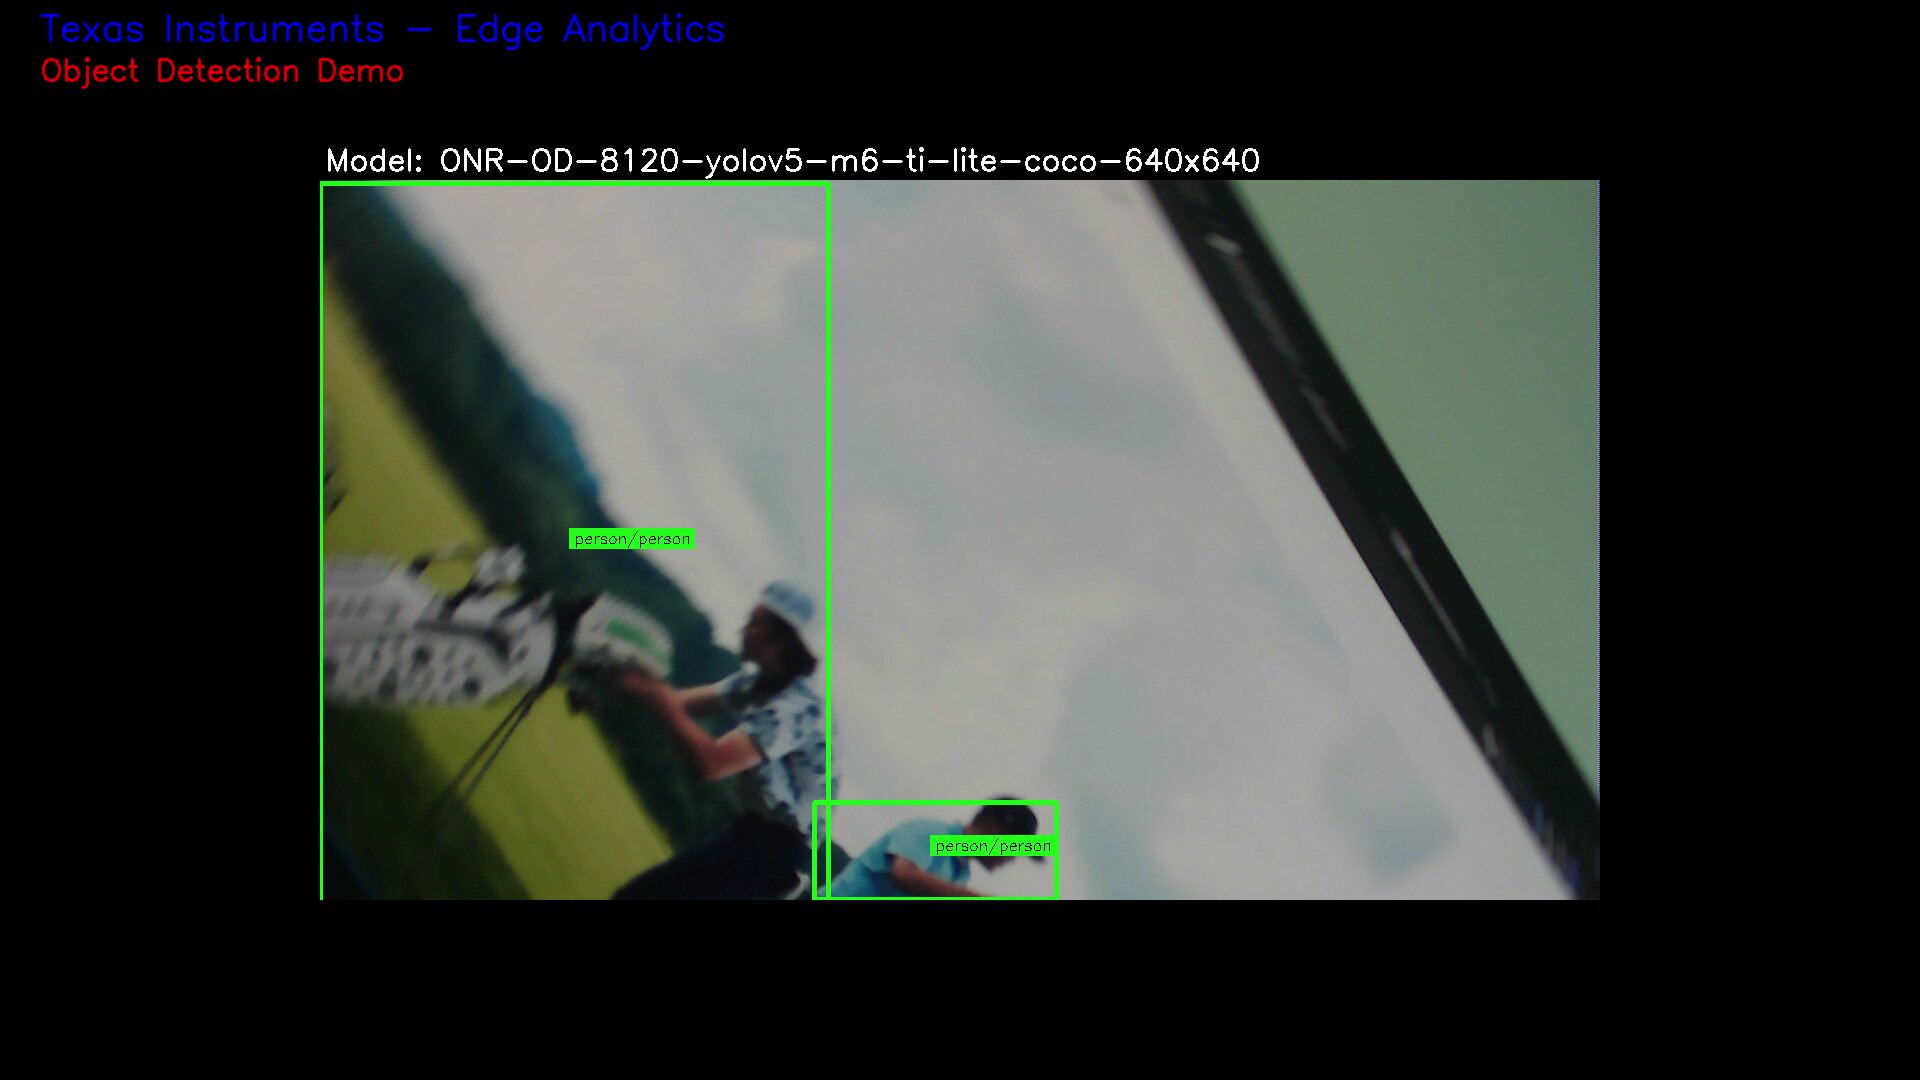 Texas Instruments — Edge Analytics
Object Detection Demo
Model: ONR-OD-8120-yolov5-m6-ti-lite-coco-640x640
person/person
person/person